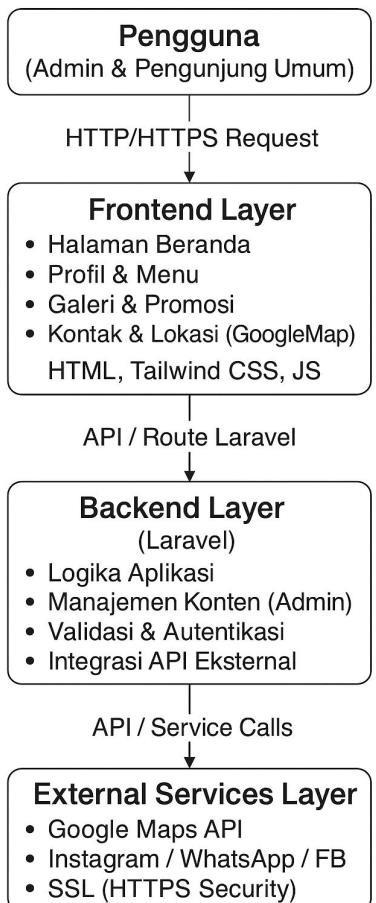 Pengguna
(Admin & Pengunjung Umum)
HTTP/HTTPS Request
Frontend Layer
• Halaman Beranda
• Profil & Menu
• Galeri & Promosi
• Kontak & Lokasi (GoogleMap)
HTML, Tailwind CSS, JS
API / Route Laravel
Backend Layer
(Laravel)
• Logika Aplikasi
• Manajemen Konten (Admin)
• Validasi & Autentikasi
• Integrasi API Eksternal
API / Service Calls
External Services Layer
• Google Maps API
• Instagram / WhatsApp / FB
• SSL (HTTPS Security)